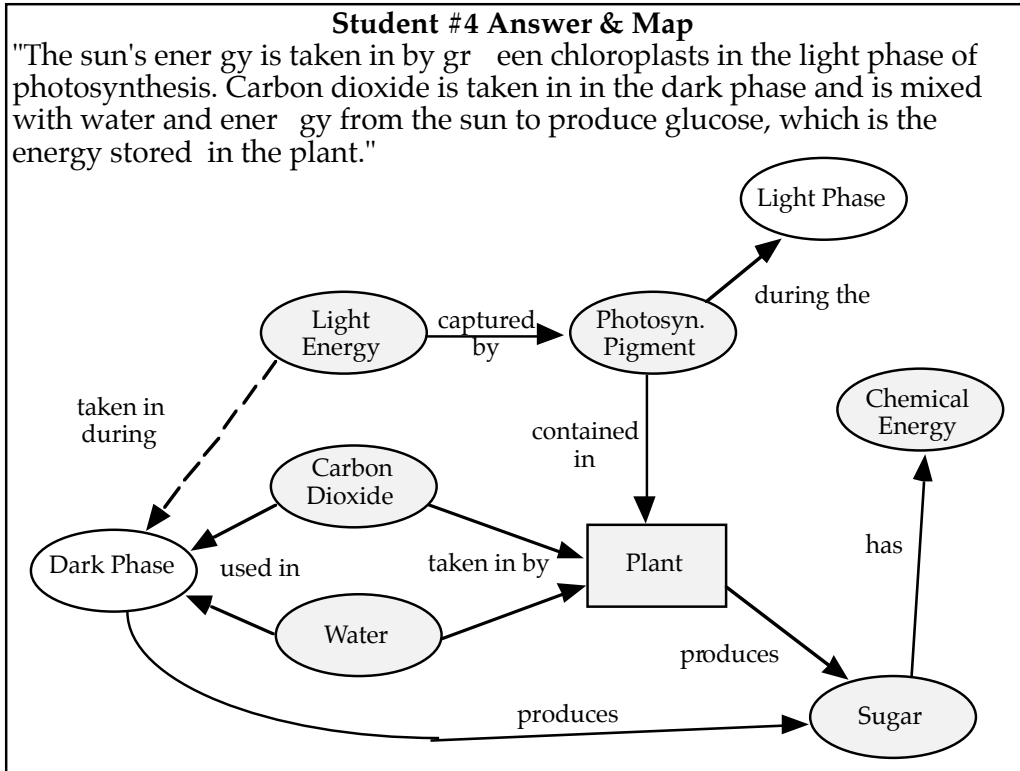 Student #4 Answer & Map
"The sun's ener gy is taken in by gr een chloroplasts in the light phase of
photosynthesis. Carbon dioxide is taken in in the dark phase and is mixed
with water and ener gy from the sun to produce glucose, which is the
energy stored in the plant."
Light Phase
during the
Light
Energy
captured
by
Photosyn.
Pigment
Chemical
Energy
taken in
during
contained
in
Carbon
Dioxide
has
Dark Phase
used in
taken in by
Plant
Water
produces
produces
Sugar